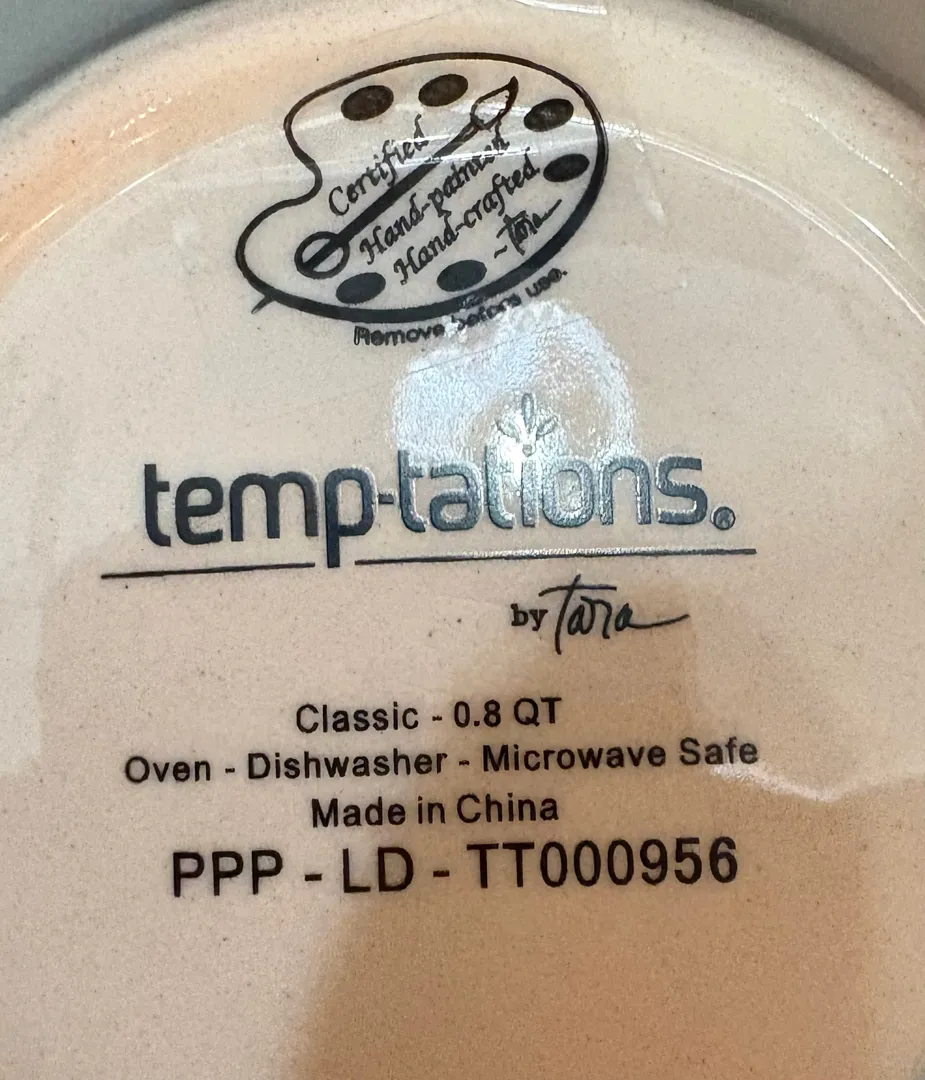 Certified
Hand-painted
Hand-crafted
~ Tara
Remove before use.
temp-tations.®
by Tara
Classic - 0.8 QT
Oven - Dishwasher - Microwave Safe
Made in China
PPP - LD - TT000956